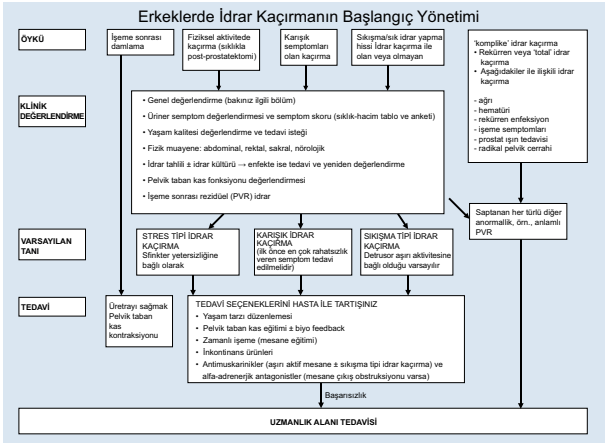 Erkeklerde İdrar Kaçırmanın Başlangıç Yönetimi
ÖYKÜ
İşeme sonrası
damlama
Fiziksel aktivitede
kaçırma (sıklıkla
post-prostatektomi)
Karışık
semptomları
olan kaçırma
Sıkışma/sık idrar yapma
hissi İdrar kaçırma ile
olan veya olmayan
'komplike' idrar kaçırma
• Rekürren veya 'total' idrar
kaçırma
• Aşağıdakiler ile ilişkili idrar
kaçırma
- ağrı
- hematüri
- rekürren enfeksiyon
- işeme semptomları
- prostat ışın tedavisi
- radikal pelvik cerrahi
KLİNİK
DEĞERLENDİRME
• Genel değerlendirme (bakınız ilgili bölüm)
• Üriner semptom değerlendirmesi ve semptom skoru (sıklık-hacim tablo ve anketi)
• Yaşam kalitesi değerlendirme ve tedavi isteği
• Fizik muayene: abdominal, rektal, sakral, nörolojik
• İdrar tahlili ± idrar kültürü → enfekte ise tedavi ve yeniden değerlendirme
• Pelvik taban kas fonksiyonu değerlendirmesi
• İşeme sonrası rezidüel (PVR) idrar
VARSAYILAN
TANI
STRES TİPİ İDRAR
KAÇIRMA
Sfinkter yetersizliğine
bağlı olarak
KARIŞIK İDRAR
KAÇIRMA
(ilk önce en çok rahatsızlık
veren semptom tedavi
edilmelidir)
SIKIŞMA TİPİ İDRAR
KAÇIRMA
Detrusor aşırı aktivitesine
bağlı olduğu varsayılır
Saptanan her türlü diğer
anormallik, örn., anlamlı
PVR
TEDAVİ
Üretrayı sağmak
Pelvik taban
kas
kontraksiyonu
TEDAVİ SEÇENEKLERİNİ HASTA İLE TARTIŞINIZ
• Yaşam tarzı düzenlemesi
• Pelvik taban kas eğitimi ± biyo feedback
• Zamanlı işeme (mesane eğitimi)
• İnkontinans ürünleri
• Antimuskarinikler (aşırı aktif mesane ± sıkışma tipi idrar kaçırma) ve
alfa-adrenerjik antagonistler (mesane çıkış obstruksiyonu varsa)
Başarısızlık
UZMANLIK ALANI TEDAVİSİ